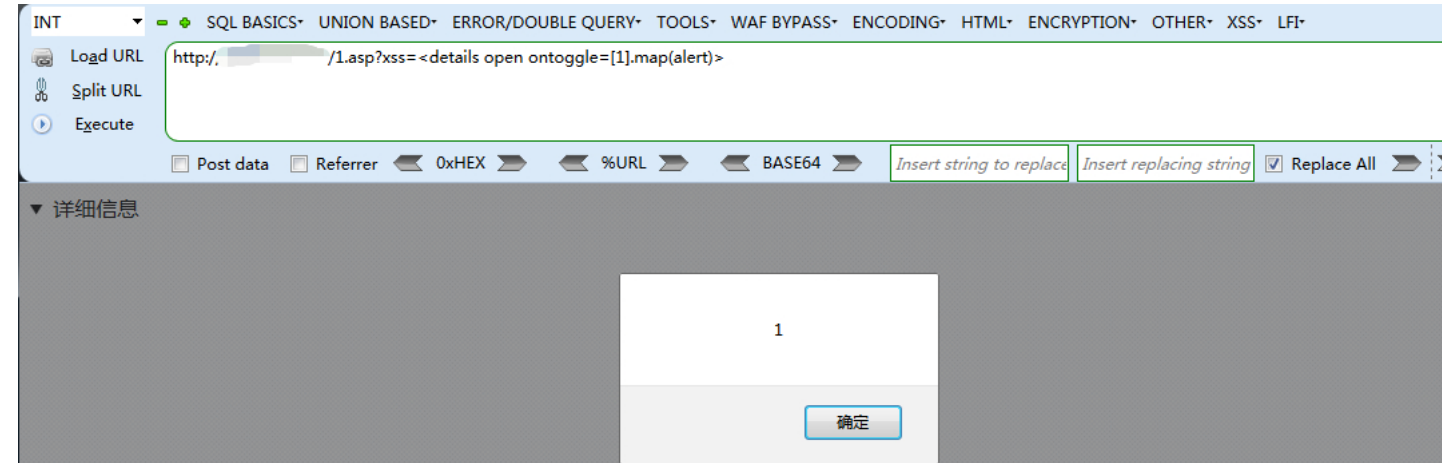 INT SQL BASICS· UNION BASED· ERROR/DOUBLE QUERY· TOOLS· WAF BYPASS· ENCODING· HTML· ENCRYPTION· OTHER· XSS· LFI·
Load URL http:/, /1.asp?xss=<details open ontoggle=[1].map(alert)>
Split URL
Execute
Post data Referrer 0xHEX %URL BASE64 Insert string to replace Insert replacing string Replace All
▼ 详细信息
1
确定